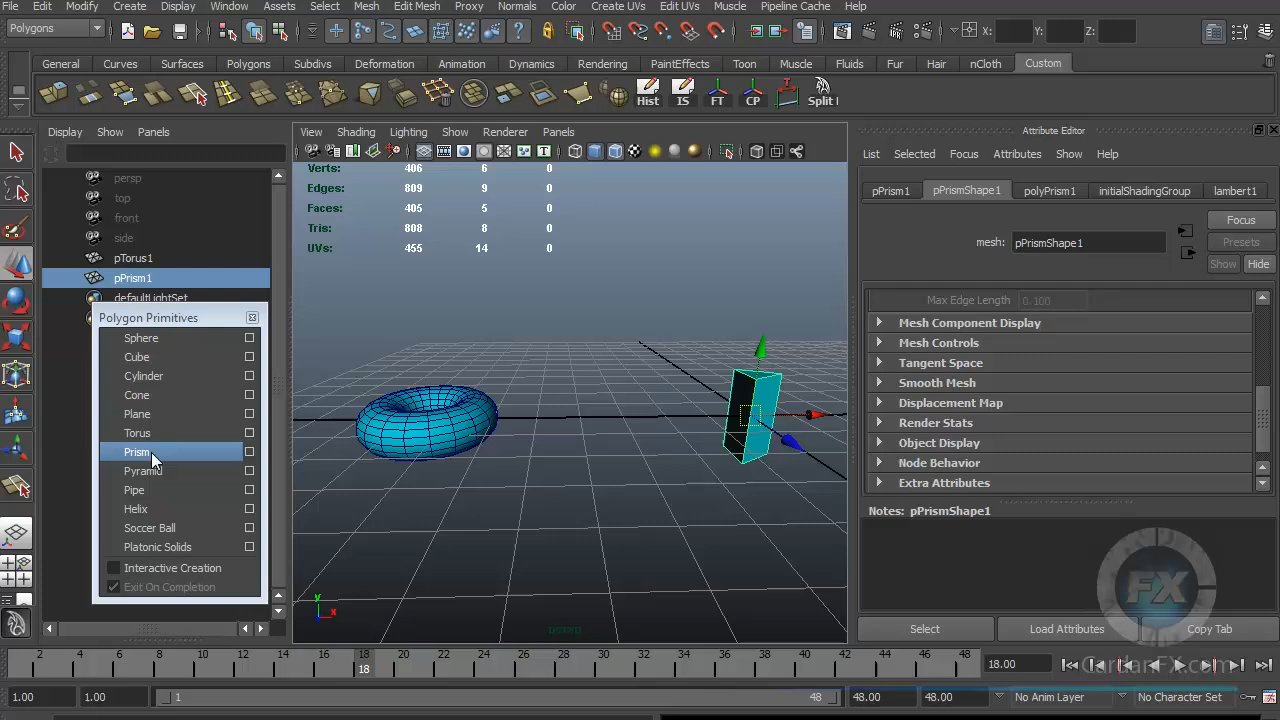 File Edit Modify Create Display Window Assets Select Mesh Edit Mesh Proxy Normals Color Create UVs Edit UVs Muscle Pipeline Cache Help
Polygons X: Y: Z:
General Curves Surfaces Polygons Subdivs Deformation Animation Dynamics Rendering PaintEffects Toon Muscle Fluids Fur Hair nCloth Custom
Hist IS FT CP Split
Display Show Panels
persp
top
front
side
pTorus1
pPrism1
defaultLightSet
Polygon Primitives
Sphere
Cube
Cylinder
Cone
Plane
Torus
Prism
Pyramid
Pipe
Helix
Soccer Ball
Platonic Solids
Interactive Creation
Exit On Completion
View Shading Lighting Show Renderer Panels
Verts: 406 6 0
Edges: 809 9 0
Faces: 405 5 0
Tris: 808 8 0
UVs: 455 14 0
y
x
persp
Attribute Editor
List Selected Focus Attributes Show Help
pPrism1 pPrismShape1 polyPrism1 initialShadingGroup lambert1
mesh: pPrismShape1
Focus
Presets
Show Hide
Max Edge Length 0.100
Mesh Component Display
Mesh Controls
Tangent Space
Smooth Mesh
Displacement Map
Render Stats
Object Display
Node Behavior
Extra Attributes
Notes: pPrismShape1
FX
Select Load Attributes Copy Tab
CardanFX.com
2 4 6 8 10 12 14 16 18 20 22 24 26 28 30 32 34 36 38 40 42 44 46 48
18
18.00
1.00 1.00 1 48 48.00 48.00 No Anim Layer No Character Set